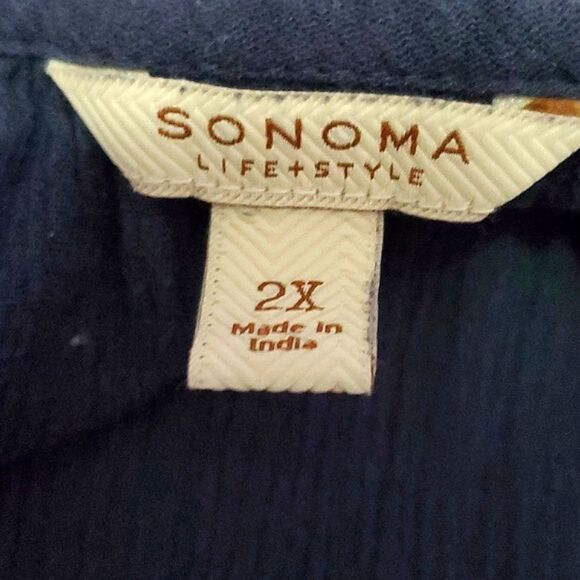 SONOMA
LIFE+STYLE
2X
Made in
India